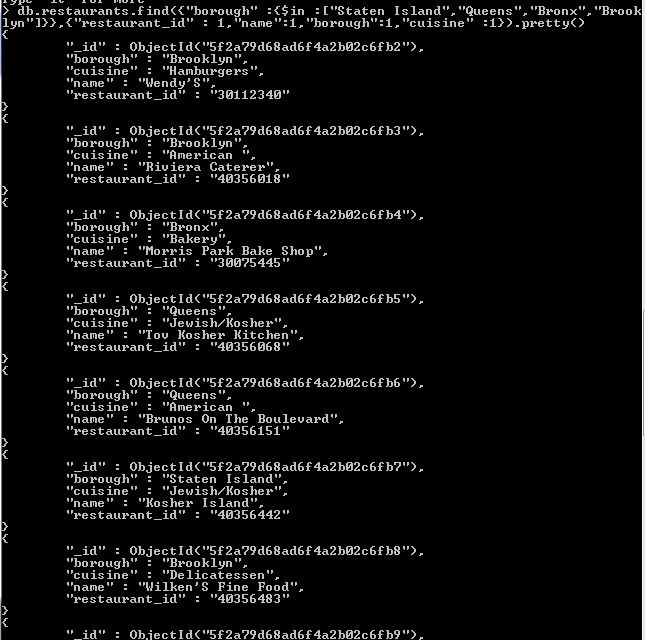 Type "it" for more
> db.restaurants.find({"borough" :{$in :["Staten Island","Queens","Bronx","Brook
lyn"]}},{"restaurant_id" : 1,"name":1,"borough":1,"cuisine" :1}).pretty()
{
"_id" : ObjectId("5f2a79d68ad6f4a2b02c6fb2"),
"borough" : "Brooklyn",
"cuisine" : "Hamburgers",
"name" : "Wendy'S",
"restaurant_id" : "30112340"
}
{
"_id" : ObjectId("5f2a79d68ad6f4a2b02c6fb3"),
"borough" : "Brooklyn",
"cuisine" : "American ",
"name" : "Riviera Caterer",
"restaurant_id" : "40356018"
}
{
"_id" : ObjectId("5f2a79d68ad6f4a2b02c6fb4"),
"borough" : "Bronx",
"cuisine" : "Bakery",
"name" : "Morris Park Bake Shop",
"restaurant_id" : "30075445"
}
{
"_id" : ObjectId("5f2a79d68ad6f4a2b02c6fb5"),
"borough" : "Queens",
"cuisine" : "Jewish/Kosher",
"name" : "Tov Kosher Kitchen",
"restaurant_id" : "40356068"
}
{
"_id" : ObjectId("5f2a79d68ad6f4a2b02c6fb6"),
"borough" : "Queens",
"cuisine" : "American ",
"name" : "Brunos On The Boulevard",
"restaurant_id" : "40356151"
}
{
"_id" : ObjectId("5f2a79d68ad6f4a2b02c6fb7"),
"borough" : "Staten Island",
"cuisine" : "Jewish/Kosher",
"name" : "Kosher Island",
"restaurant_id" : "40356442"
}
{
"_id" : ObjectId("5f2a79d68ad6f4a2b02c6fb8"),
"borough" : "Brooklyn",
"cuisine" : "Delicatessen",
"name" : "Wilken'S Fine Food",
"restaurant_id" : "40356483"
}
{
"_id" : ObjectId("5f2a79d68ad6f4a2b02c6fb9"),